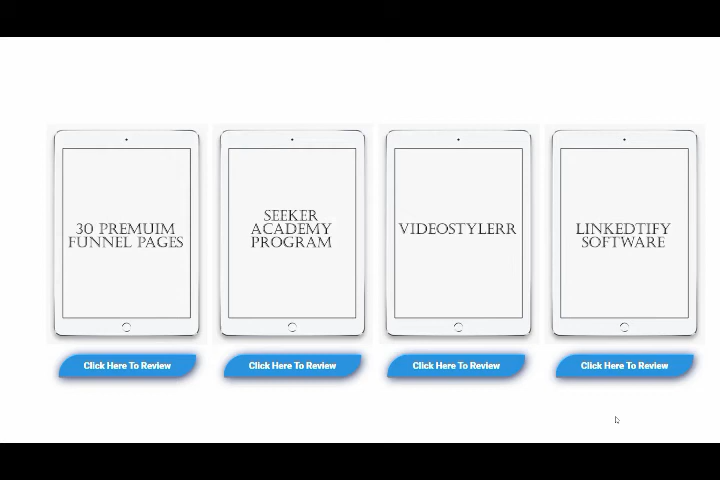 30 PREMUIM
FUNNEL PAGES
SEEKER
ACADEMY
PROGRAM
VIDEOSTYLERR
LINKEDTIFY
SOFTWARE
Click Here To Review
Click Here To Review
Click Here To Review
Click Here To Review